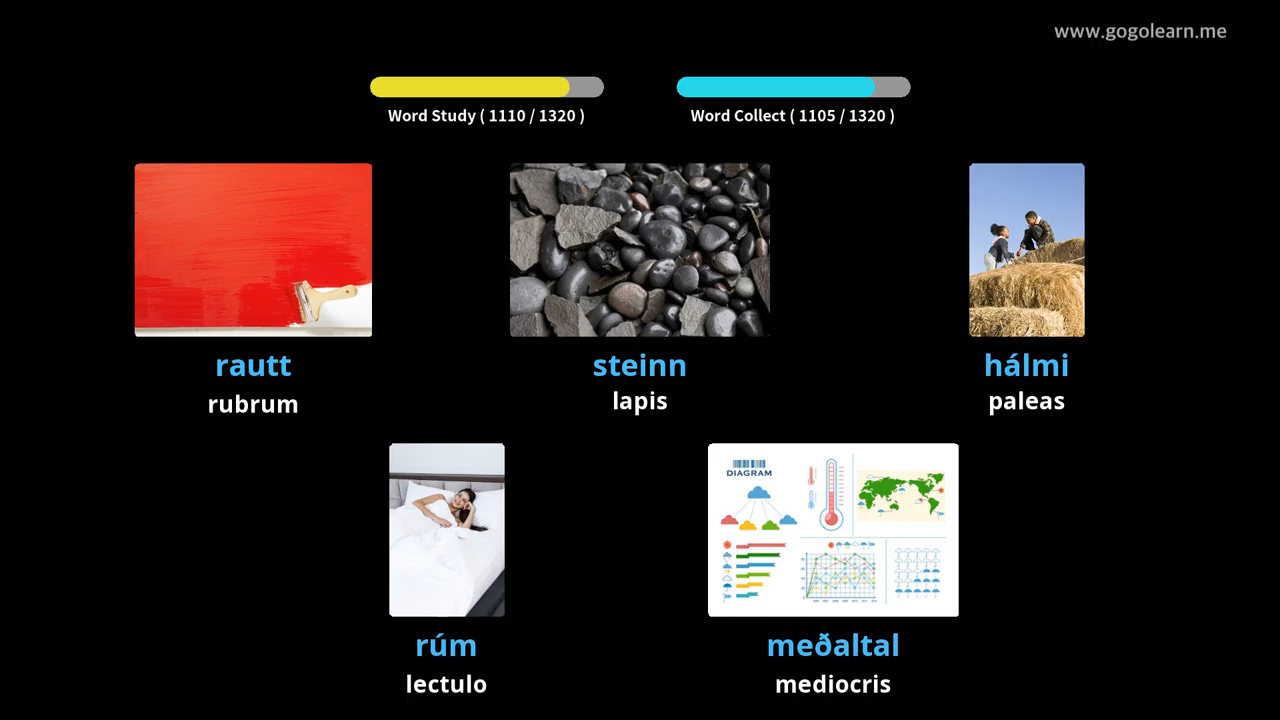 www.gogolearn.me
Word Study ( 1110 / 1320 )
Word Collect ( 1105 / 1320 )
rautt
rubrum
steinn
lapis
hálmi
paleas
DIAGRAM
rúm
lectulo
meðaltal
mediocris